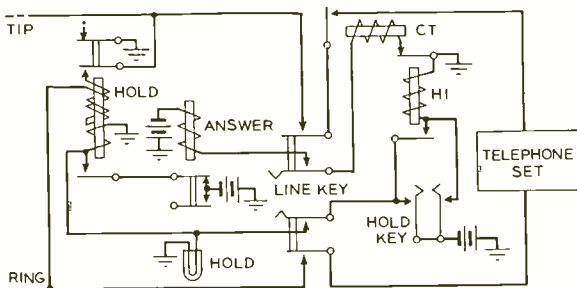 TIP
CT
HOLD
H1
ANSWER
TELEPHONE
SET
LINE KEY
HOLD
KEY
HOLD
RING